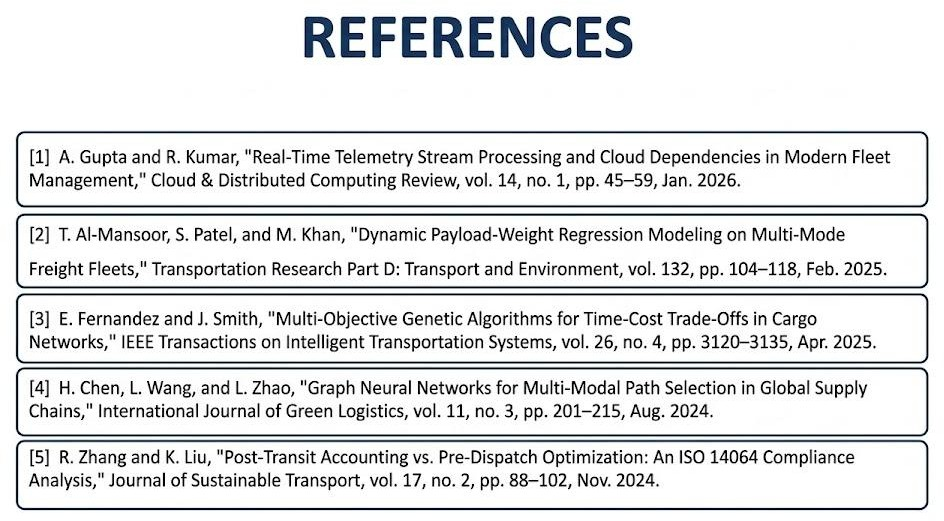 REFERENCES
[1] A. Gupta and R. Kumar, "Real-Time Telemetry Stream Processing and Cloud Dependencies in Modern Fleet
Management," Cloud & Distributed Computing Review, vol. 14, no. 1, pp. 45–59, Jan. 2026.
[2] T. Al-Mansoor, S. Patel, and M. Khan, "Dynamic Payload-Weight Regression Modeling on Multi-Mode
Freight Fleets," Transportation Research Part D: Transport and Environment, vol. 132, pp. 104–118, Feb. 2025.
[3] E. Fernandez and J. Smith, "Multi-Objective Genetic Algorithms for Time-Cost Trade-Offs in Cargo
Networks," IEEE Transactions on Intelligent Transportation Systems, vol. 26, no. 4, pp. 3120–3135, Apr. 2025.
[4] H. Chen, L. Wang, and L. Zhao, "Graph Neural Networks for Multi-Modal Path Selection in Global Supply
Chains," International Journal of Green Logistics, vol. 11, no. 3, pp. 201–215, Aug. 2024.
[5] R. Zhang and K. Liu, "Post-Transit Accounting vs. Pre-Dispatch Optimization: An ISO 14064 Compliance
Analysis," Journal of Sustainable Transport, vol. 17, no. 2, pp. 88–102, Nov. 2024.